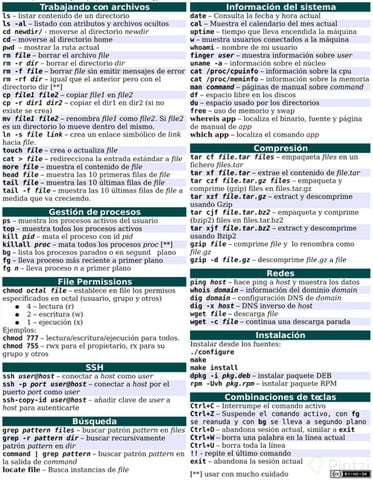 Trabajando con archivos
ls – listar contenido de un directorio
ls -al – listado con atributos y archivos ocultos
cd newdir/ - moverse al directorio newdir
cd – moverse al directorio home
pwd – mostrar la ruta actual
rm file – borrar el archivo file
rm -r dir – borrar el directorio dir
rm -f file – borrar file sin emitir mensajes de error
rm -rf dir – igual que el anterior pero con el
directorio dir [**]
cp file1 file2 – copiar file1 en file2
cp -r dir1 dir2 – copiar el dir1 en dir2 (si no
existe se crea)
mv file1 file2 – renombra file1 como file2. Si file2
es un directorio lo mueve dentro del mismo.
ln -s file link – crea un enlace simbólico de link
hacia file.
touch file – crea o actualiza file
cat > file – redirecciona la entrada estándar a file
more file – muestra el contenido de file
head file – muestra las 10 primeras filas de file
tail file – muestra las 10 últimas filas de file
tail -f file – muestras las 10 últimas filas de file a
medida que va creciendo.
Gestión de procesos
ps – muestra los procesos activos del usuario
top – muestra todos los procesos activos
kill pid – mata el proceso con id pid
killall proc – mata todos los procesos proc [**]
bg – lista los procesos parados o en segund plano
fg – lleva el proceso más reciente a primer plano
fg n – lleva el proceso n a primer plano
File Permissions
chmod octal file – establece en file los permisos
especificados en octal (usuario, grupo y otros)
● 4 – lectura (r)
● 2 – escritura (w)
● 1 – ejecución (x)
Ejemplos:
chmod 777 – lectura/escritura/ejecución para todos.
chmod 755 – rwx para el propietario, rx para su
grupo y otros
SSH
ssh user@host – conectar a host como user
ssh -p port user@host – conectar a host por el
puerto port como user
ssh-copy-id user@host – añadir clave de user a
host para autenticarte
Búsqueda
grep pattern files – buscar patrón pattern en files
grep -r pattern dir – buscar recursivamente
patrón pattern en dir
command | grep pattern – buscar patrón pattern en
la salida de command
locate file – Busca instancias de file
Información del sistema
date – Consulta la fecha y hora actual
cal – Muestra el calendario del mes actual
uptime – tiempo que lleva encendida la máquina
w – muestra usuarios conectados a la máquina
whoami – nombre de mi usuario
finger user – muestra información sobre user
uname -a – información sobre el núcleo
cat /proc/cpuinfo – información sobre la cpu
cat /proc/meminfo – información sobre la memoria
man command – páginas de manual sobre command
df – espacio libre en los discos
du – espacio usado por los directorios
free – uso de memoria y swap
whereis app – localiza el binario, fuente y página
de manual de app
which app – localiza el comando app
Compresión
tar cf file.tar files – empaqueta files en un
fichero files.tar
tar xf file.tar – extrae el contenido de file.tar
tar czf file.tar.gz files – empaqueta y
comprime (gzip) files en files.tar.gz
tar xzf file.tar.gz – extract y descomprime
usando Gzip
tar cjf file.tar.bz2 – empaqueta y comprime
(bzip2) files en files.tar.bz2
tar xjf file.tar.bz2 – extract y descomprime
usando Bzip2
gzip file – comprime file y lo renombra como
file.gz
gzip -d file.gz – descomprime file.gz a file
Redes
ping host – hace ping a host y muestra los datos
whois domain – información del dominio domain
dig domain – configuración DNS de domain
dig -x host – DNS inverso de host
wget file – descarga file
wget -c file – continua una descarga parada
Instalación
Instalar desde los fuentes:
./configure
make
make install
dpkg -i pkg.deb – instalar paquete DEB
rpm -Uvh pkg.rpm – instalar paquete RPM
Combinaciones de teclas
Ctrl+C – interrumpe el comando activo
Ctrl+Z – Suspende el comando activo, con fg
se reanuda y con bg se lleva a segundo plano
Ctrl+D – abandona sesión actual, similar a exit
Ctrl+W – borra una palabra en la línea actual
Ctrl+U – borra toda la línea
!! - repite el último comando
exit – abandona la sesión actual
[**] usar con mucho cuidado